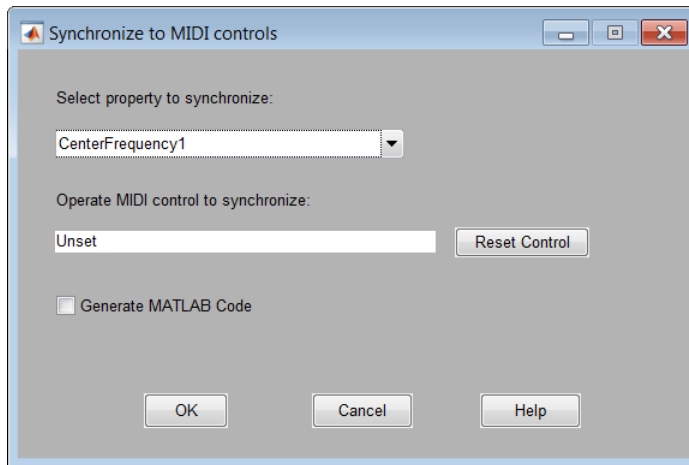 Synchronize to MIDI controls
Select property to synchronize:
CenterFrequency1
Operate MIDI control to synchronize:
Unset
Reset Control
Generate MATLAB Code
OK
Cancel
Help